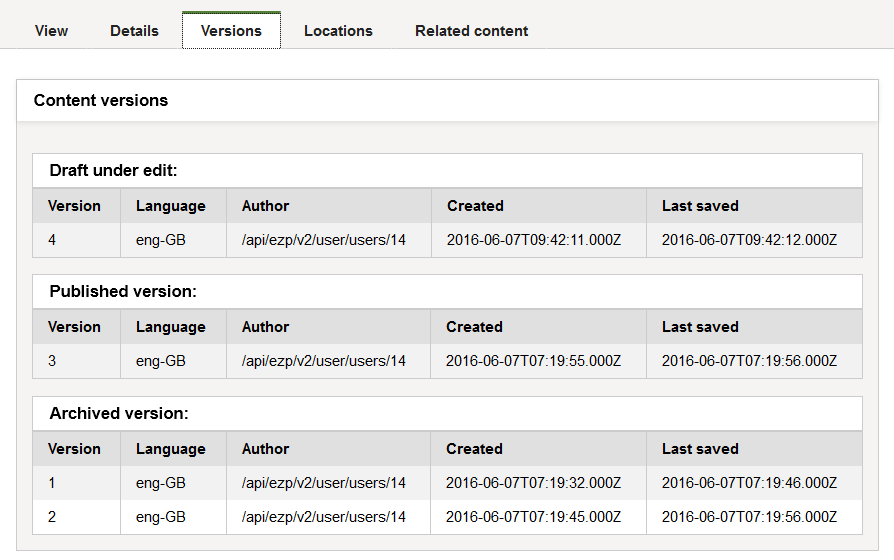 View Details Versions Locations Related content
Content versions
Draft under edit:
Version Language Author Created Last saved
4 eng-GB /api/ezp/v2/user/users/14 2016-06-07T09:42:11.000Z 2016-06-07T09:42:12.000Z
Published version:
Version Language Author Created Last saved
3 eng-GB /api/ezp/v2/user/users/14 2016-06-07T07:19:55.000Z 2016-06-07T07:19:56.000Z
Archived version:
Version Language Author Created Last saved
1 eng-GB /api/ezp/v2/user/users/14 2016-06-07T07:19:32.000Z 2016-06-07T07:19:46.000Z
2 eng-GB /api/ezp/v2/user/users/14 2016-06-07T07:19:45.000Z 2016-06-07T07:19:56.000Z